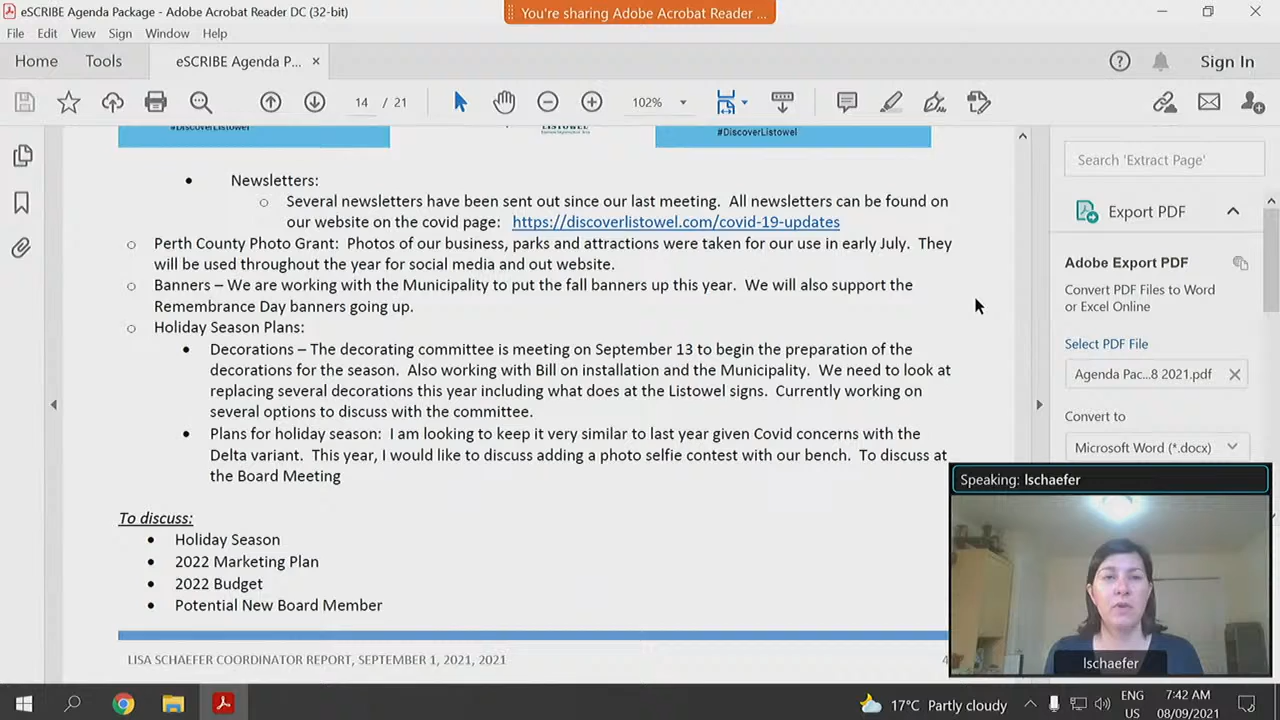 eSCRIBE Agenda Package - Adobe Acrobat Reader DC (32-bit)
You're sharing Adobe Acrobat Reader ...
File Edit View Sign Window Help
Home Tools eSCRIBE Agenda P... × Sign In
14 / 21 102%
#DiscoverListowel LISTOWEL #DiscoverListowel
Search 'Extract Page'
• Newsletters:
o Several newsletters have been sent out since our last meeting. All newsletters can be found on
our website on the covid page: https://discoverlistowel.com/covid-19-updates
o Perth County Photo Grant: Photos of our business, parks and attractions were taken for our use in early July. They
will be used throughout the year for social media and out website.
o Banners – We are working with the Municipality to put the fall banners up this year. We will also support the
Remembrance Day banners going up.
o Holiday Season Plans:
• Decorations – The decorating committee is meeting on September 13 to begin the preparation of the
decorations for the season. Also working with Bill on installation and the Municipality. We need to look at
replacing several decorations this year including what does at the Listowel signs. Currently working on
several options to discuss with the committee.
• Plans for holiday season: I am looking to keep it very similar to last year given Covid concerns with the
Delta variant. This year, I would like to discuss adding a photo selfie contest with our bench. To discuss at
the Board Meeting
To discuss:
• Holiday Season
• 2022 Marketing Plan
• 2022 Budget
• Potential New Board Member
LISA SCHAEFER COORDINATOR REPORT, SEPTEMBER 1, 2021, 2021 4
Export PDF
Adobe Export PDF
Convert PDF Files to Word
or Excel Online
Select PDF File
Agenda Pac...8 2021.pdf
Convert to
Microsoft Word (*.docx)
Speaking: lschaefer
lschaefer
17°C Partly cloudy
ENG
US
7:42 AM
08/09/2021